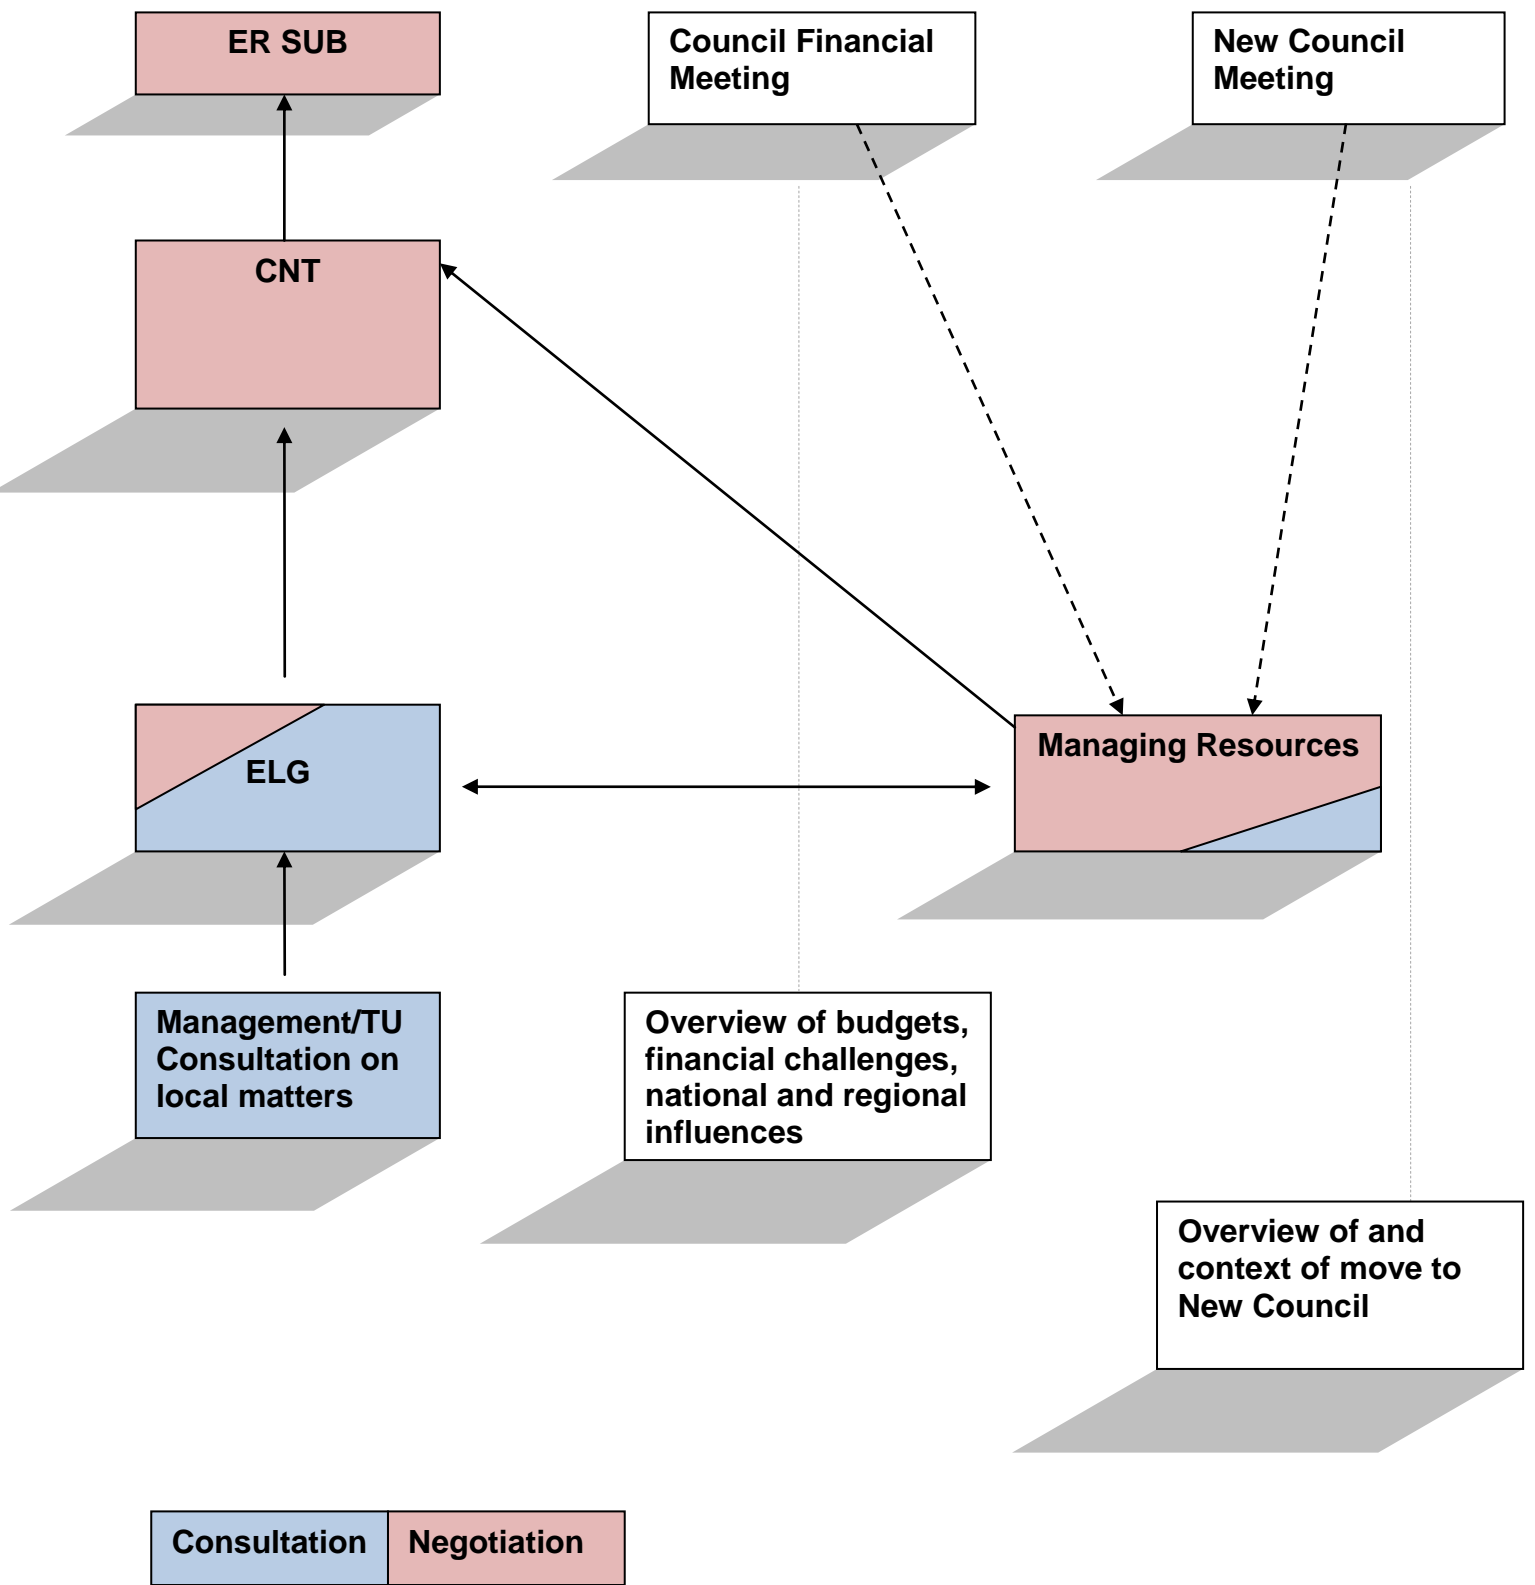 ER SUB
Council Financial
Meeting
New Council
Meeting
CNT
ELG
Managing Resources
Management/TU
Consultation on
local matters
Overview of budgets,
financial challenges,
national and regional
influences
Overview of and
context of move to
New Council
Consultation
Negotiation